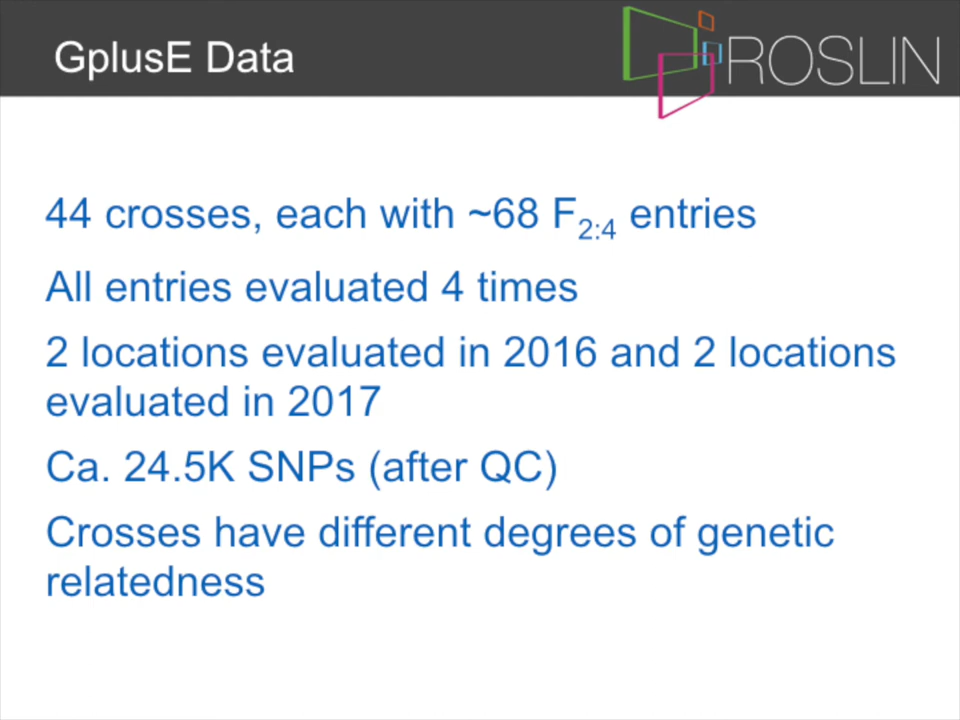 GplusE Data
ROSLIN
44 crosses, each with ~68 F2:4 entries
All entries evaluated 4 times
2 locations evaluated in 2016 and 2 locations
evaluated in 2017
Ca. 24.5K SNPs (after QC)
Crosses have different degrees of genetic
relatedness